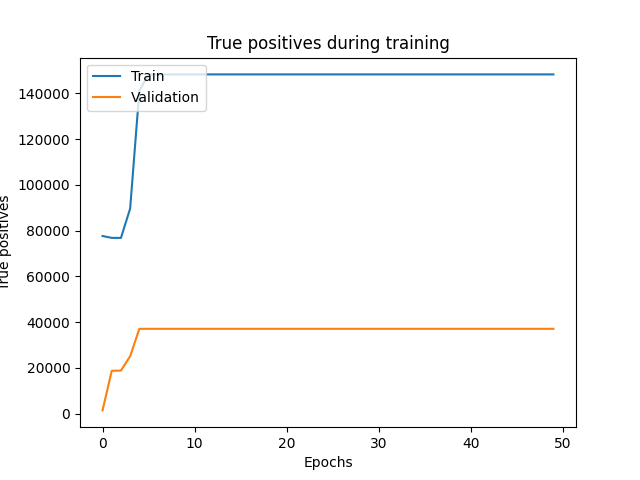 True positives during training
Train
Validation
140000
120000
100000
80000
60000
40000
20000
0
True positives
0 10 20 30 40 50
Epochs